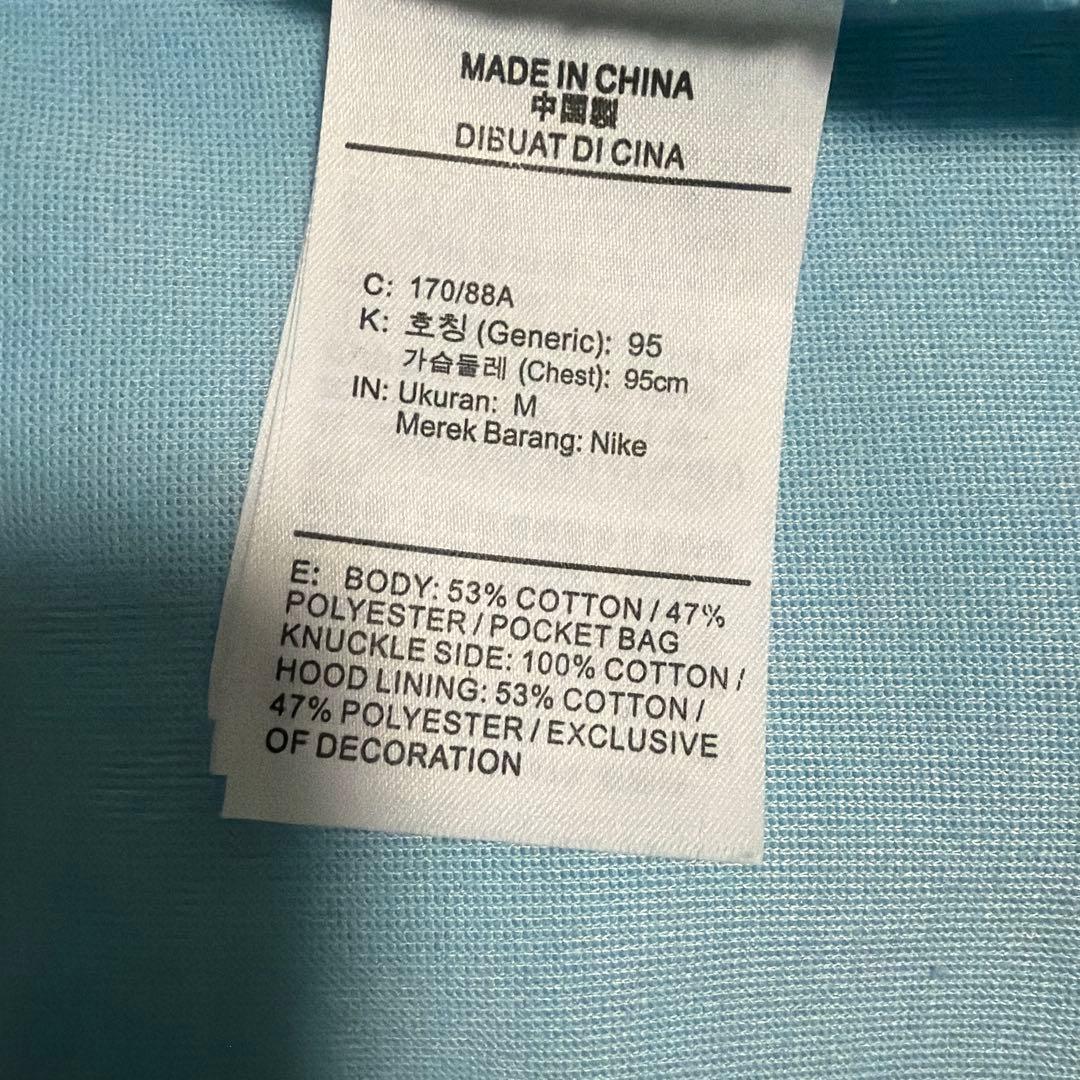 MADE IN CHINA
中國製
DIBUAT DI CINA
C: 170/88A
K: 호칭 (Generic): 95
가슴둘레 (Chest): 95cm
IN: Ukuran: M
Merek Barang: Nike
E: BODY: 53% COTTON / 47%
POLYESTER / POCKET BAG
KNUCKLE SIDE: 100% COTTON /
HOOD LINING: 53% COTTON /
47% POLYESTER / EXCLUSIVE
OF DECORATION